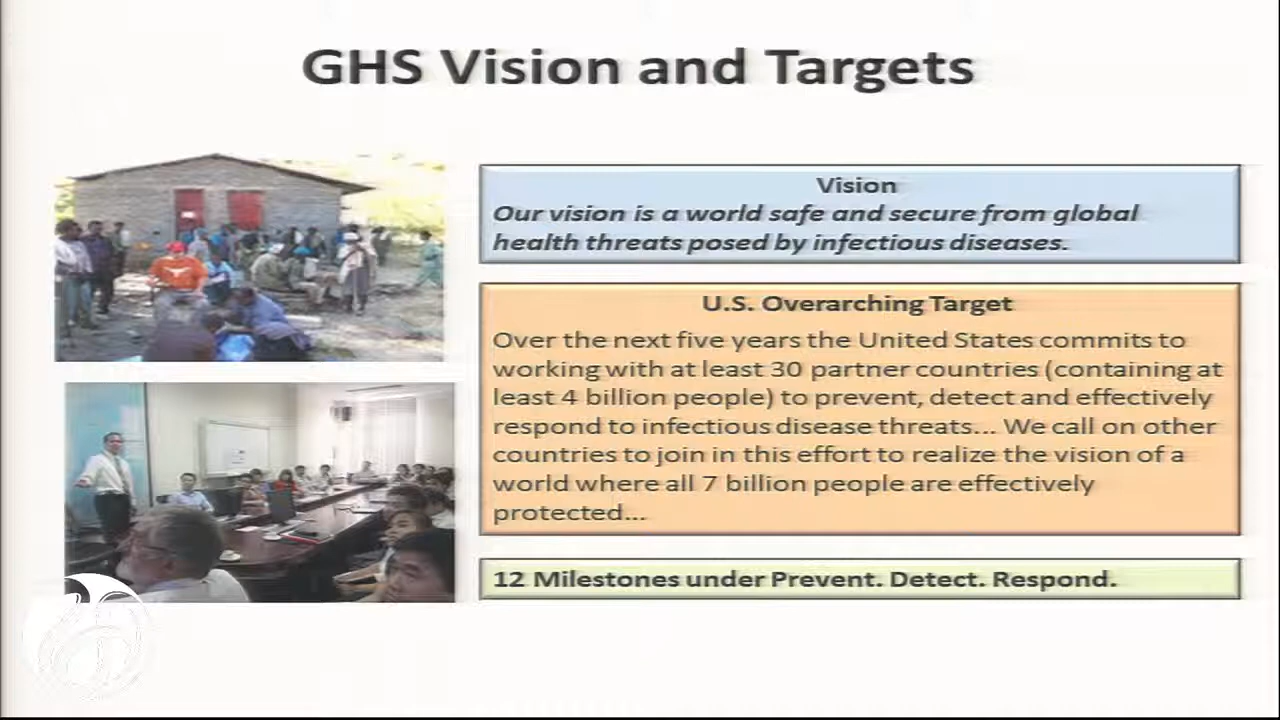 GHS Vision and Targets
Vision
Our vision is a world safe and secure from global
health threats posed by infectious diseases.
U.S. Overarching Target
Over the next five years the United States commits to
working with at least 30 partner countries (containing at
least 4 billion people) to prevent, detect and effectively
respond to infectious disease threats... We call on other
countries to join in this effort to realize the vision of a
world where all 7 billion people are effectively
protected...
12 Milestones under Prevent. Detect. Respond.